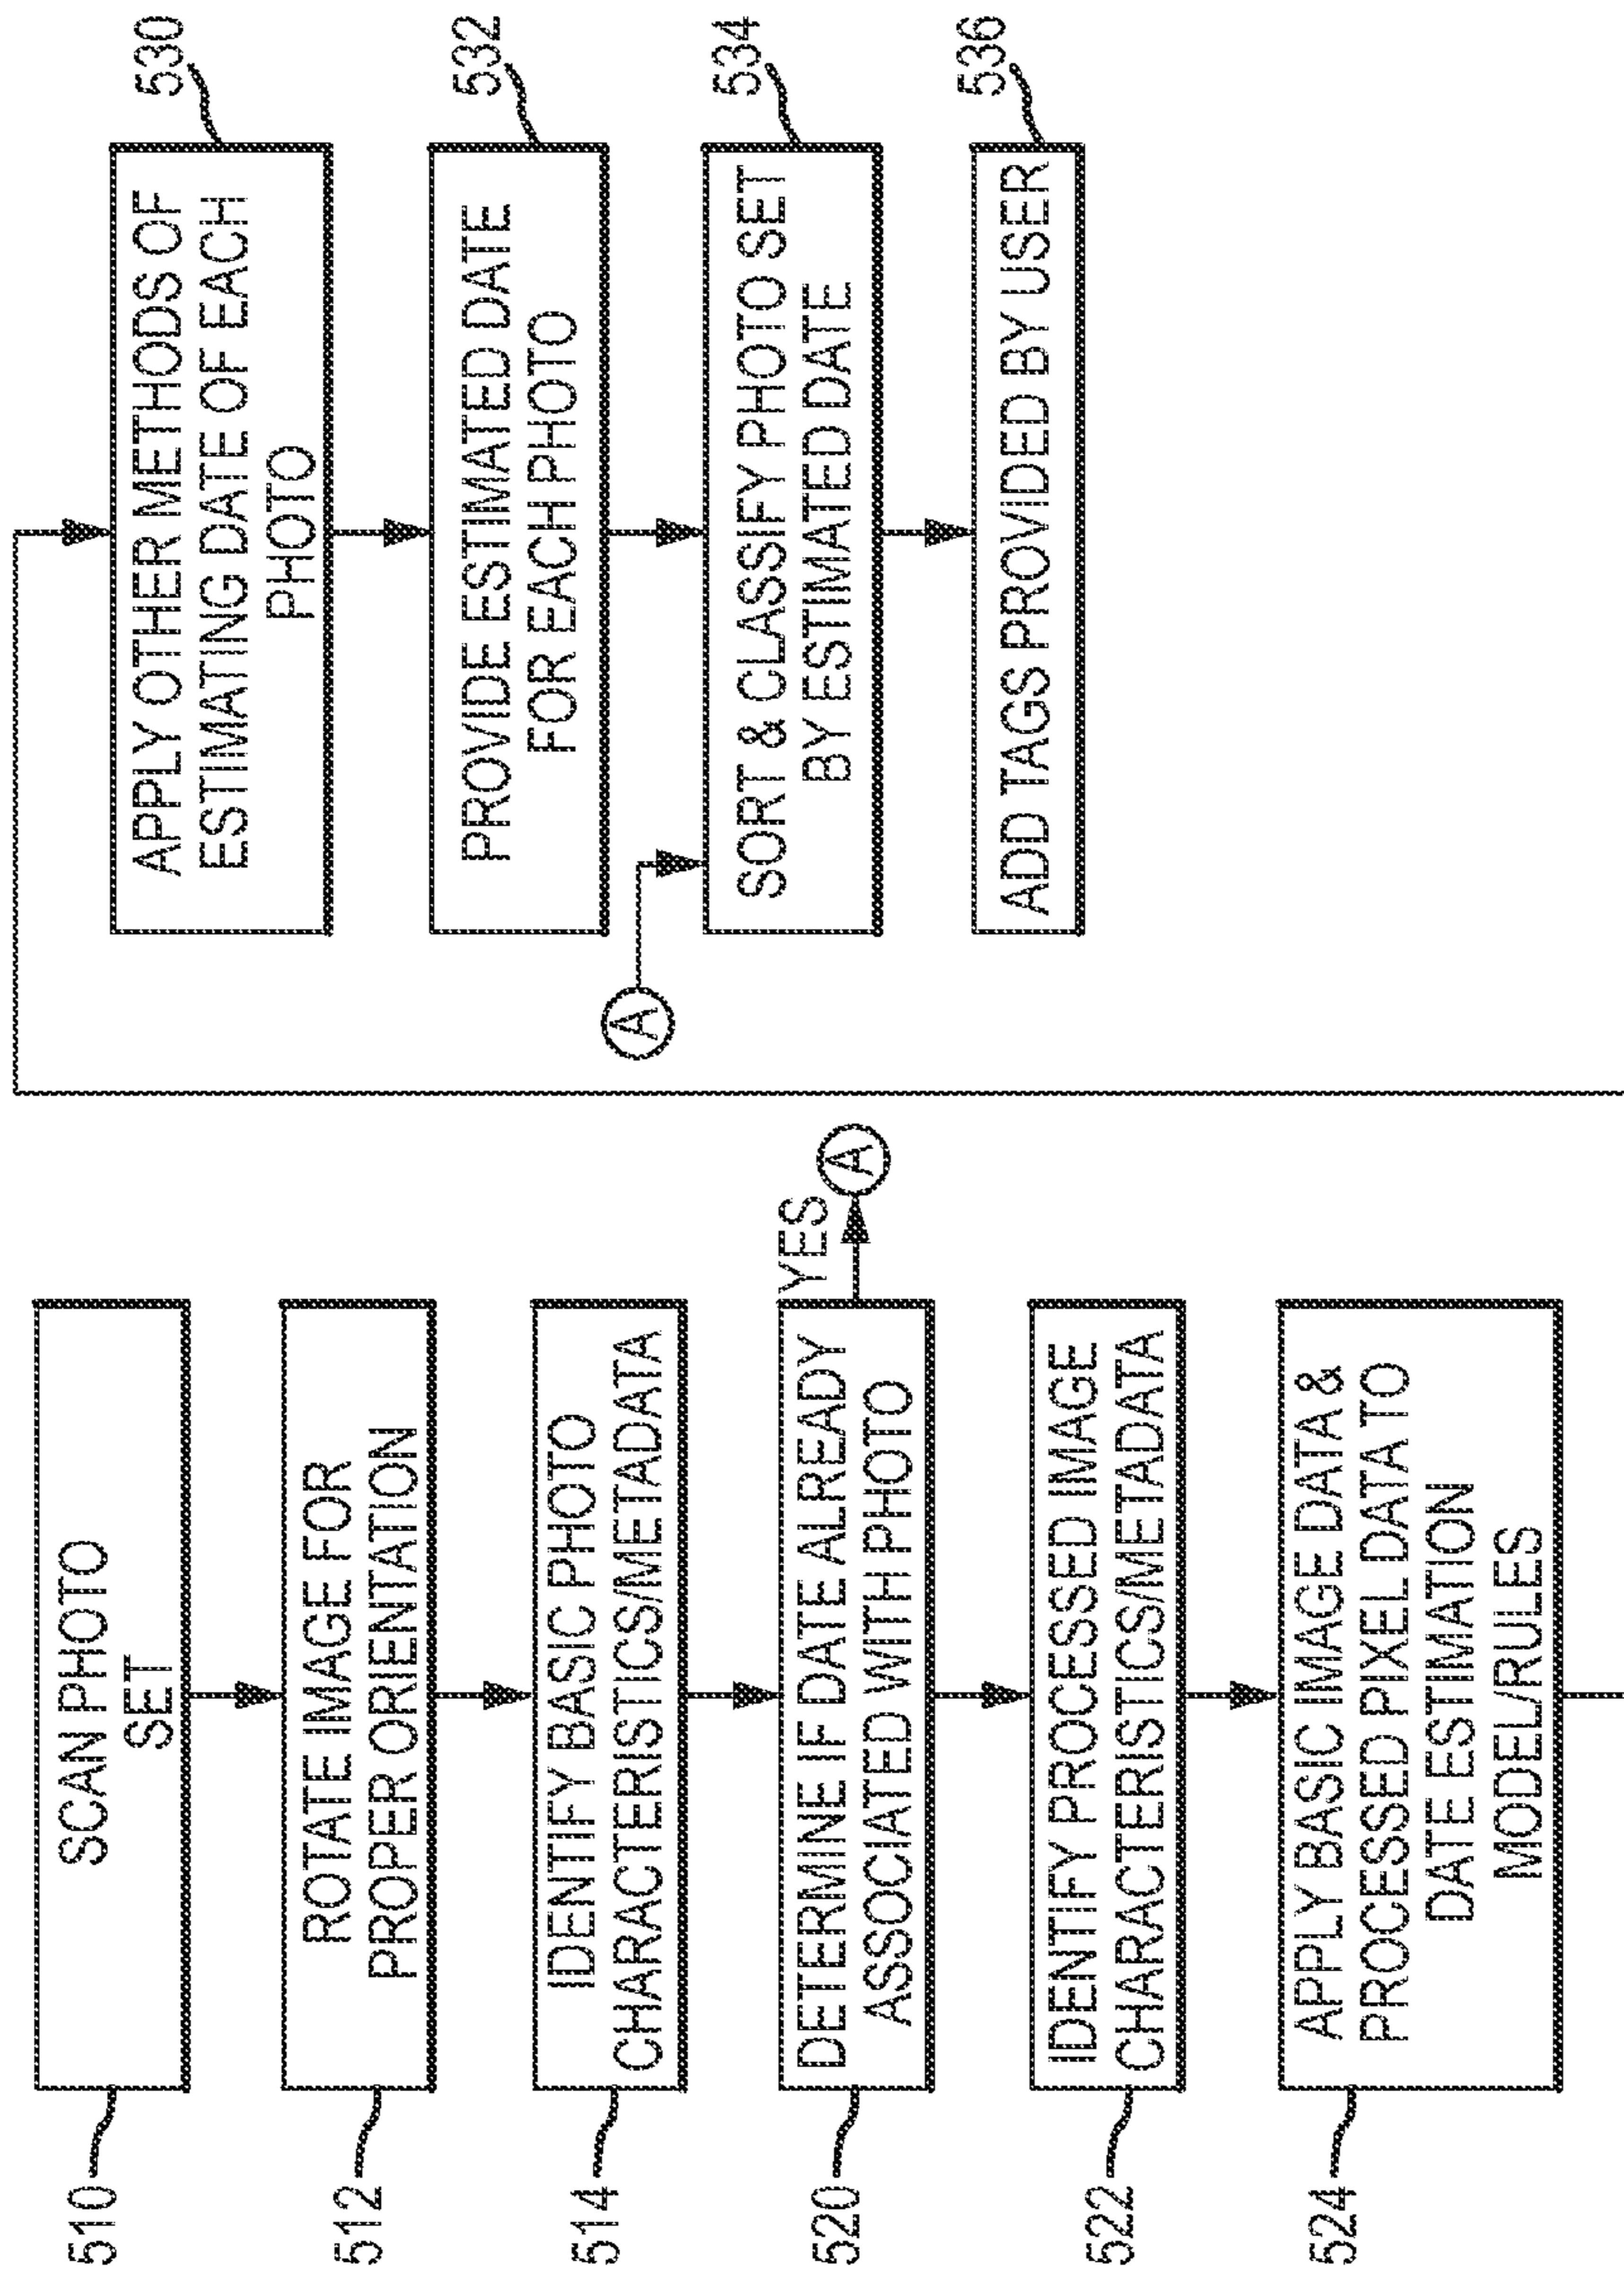 510
SCAN PHOTO
SET
512
ROTATE IMAGE FOR
PROPER ORIENTATION
514
IDENTIFY BASIC PHOTO
CHARACTERISTICS/METADATA
520
DETERMINE IF DATE ALREADY
ASSOCIATED WITH PHOTO
YES
A
522
IDENTIFY PROCESSED IMAGE
CHARACTERISTICS/METADATA
524
APPLY BASIC IMAGE DATA &
PROCESSED PIXEL DATA TO
DATE ESTIMATION
MODEL/RULES
530
APPLY OTHER METHODS OF
ESTIMATING DATE OF EACH
PHOTO
532
PROVIDE ESTIMATED DATE
FOR EACH PHOTO
A
534
SORT & CLASSIFY PHOTO SET
BY ESTIMATED DATE
536
ADD TAGS PROVIDED BY USER